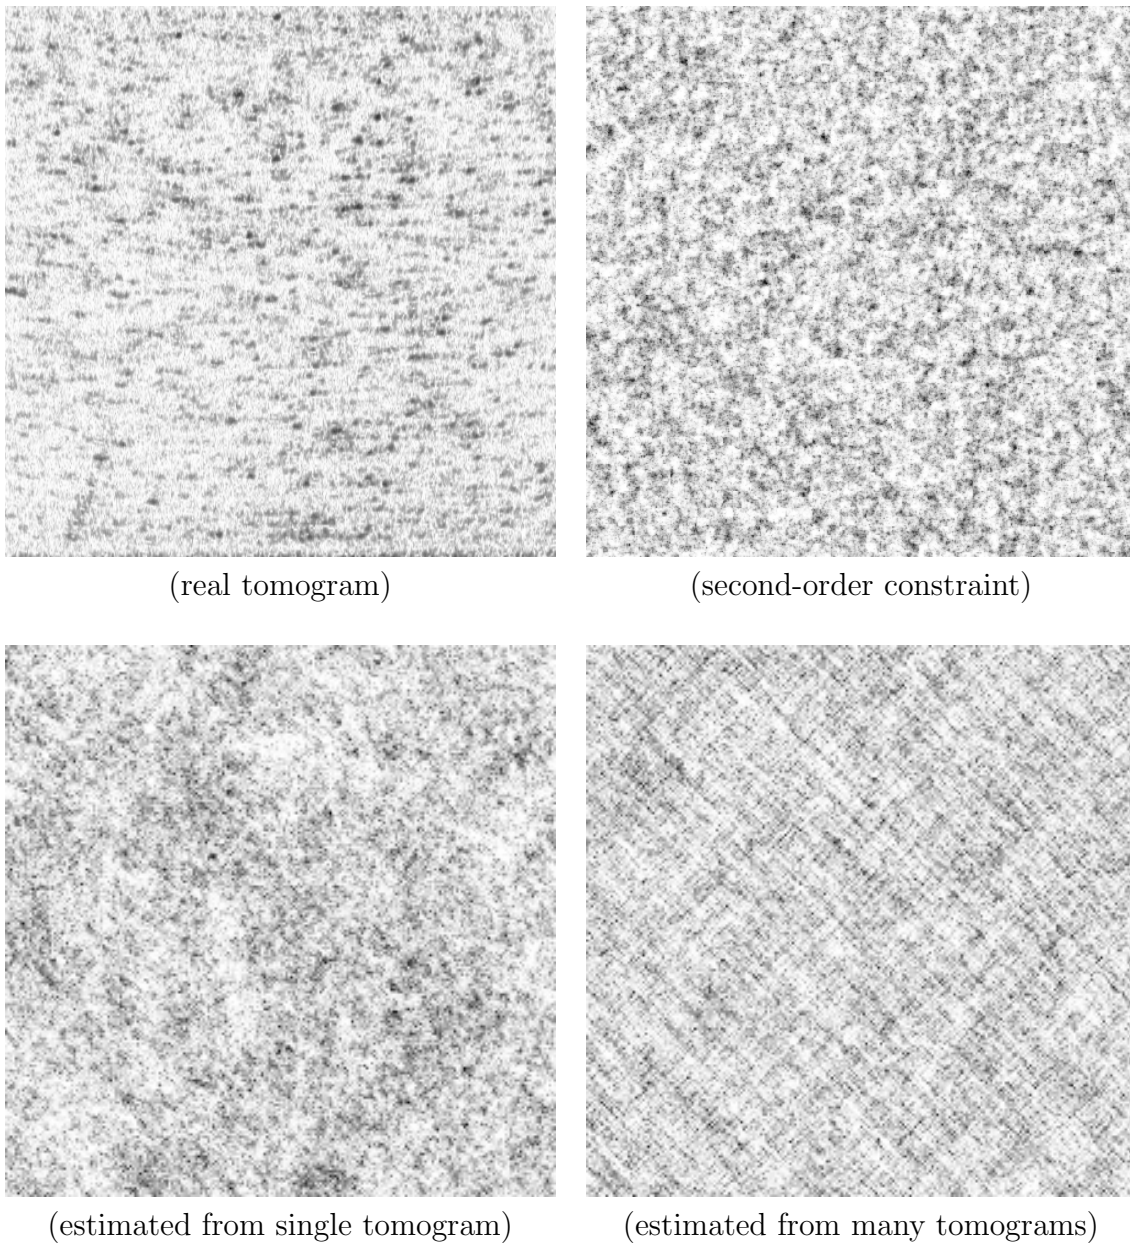 (real tomogram)
(second-order constraint)
(estimated from single tomogram)
(estimated from many tomograms)